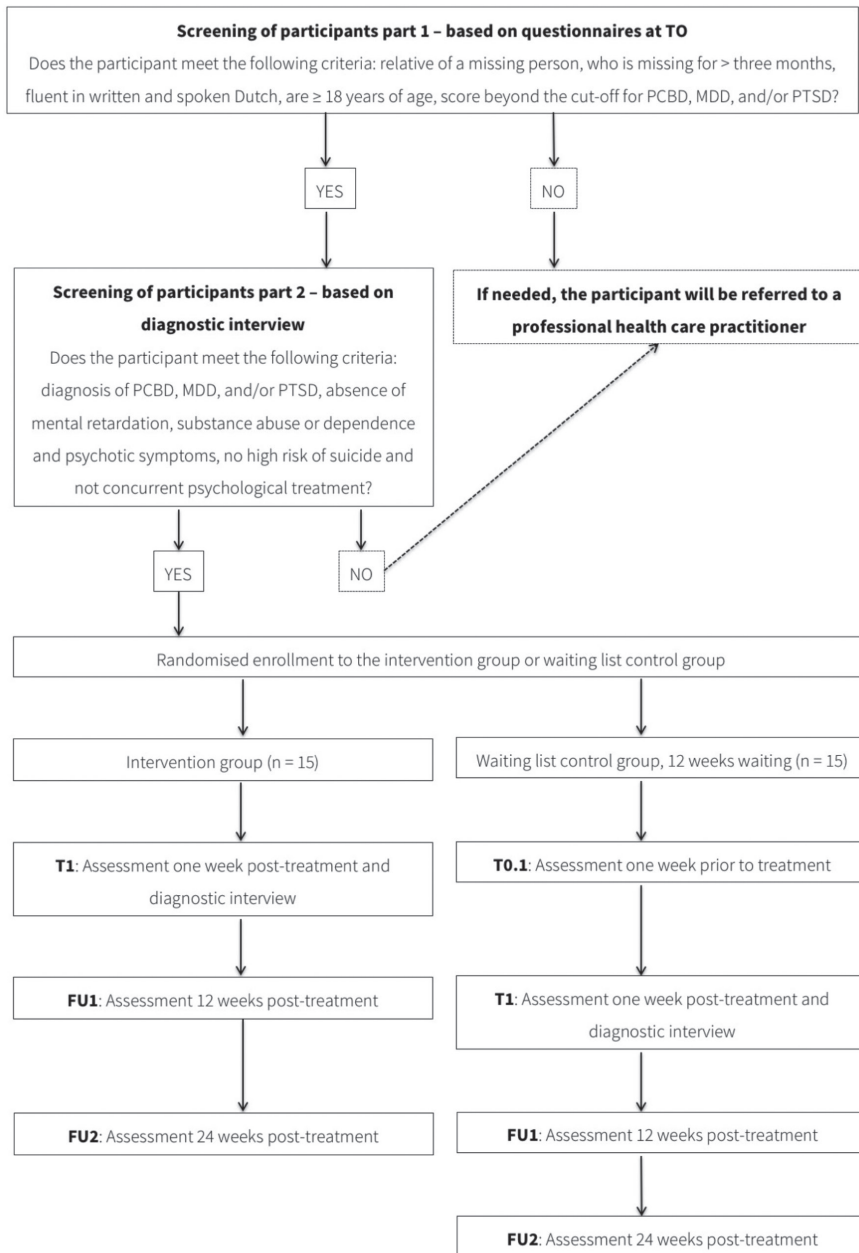 Screening of participants part 1 – based on questionnaires at TO
Does the participant meet the following criteria: relative of a missing person, who is missing for > three months,
fluent in written and spoken Dutch, are ≥ 18 years of age, score beyond the cut-off for PCBD, MDD, and/or PTSD?
YES
NO
Screening of participants part 2 – based on
diagnostic interview
Does the participant meet the following criteria:
diagnosis of PCBD, MDD, and/or PTSD, absence of
mental retardation, substance abuse or dependence
and psychotic symptoms, no high risk of suicide and
not concurrent psychological treatment?
If needed, the participant will be referred to a
professional health care practitioner
YES
NO
Randomised enrollment to the intervention group or waiting list control group
Intervention group (n = 15)
Waiting list control group, 12 weeks waiting (n = 15)
T1: Assessment one week post-treatment and
diagnostic interview
T0.1: Assessment one week prior to treatment
FU1: Assessment 12 weeks post-treatment
T1: Assessment one week post-treatment and
diagnostic interview
FU2: Assessment 24 weeks post-treatment
FU1: Assessment 12 weeks post-treatment
FU2: Assessment 24 weeks post-treatment